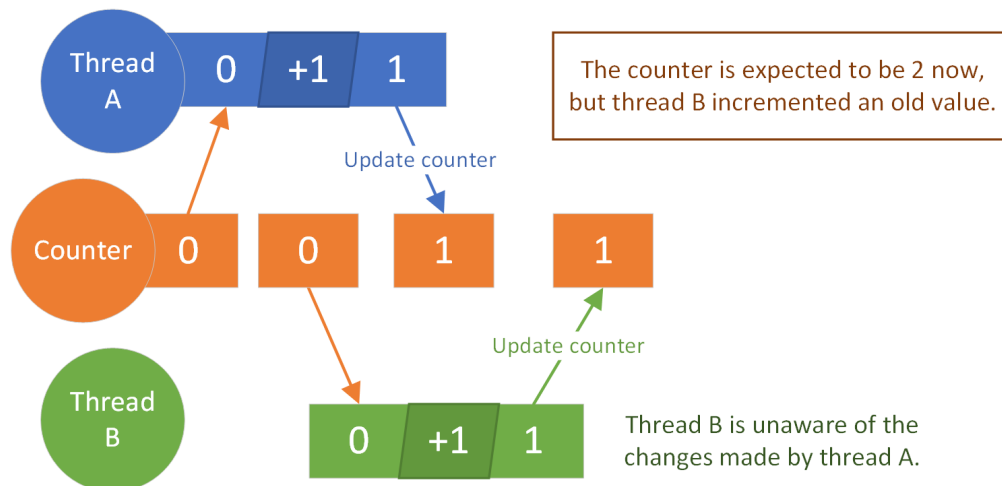 Thread
A
0
+1
1
The counter is expected to be 2 now,
but thread B incremented an old value.
Update counter
Counter
0
0
1
1
Update counter
Thread
B
0
+1
1
Thread B is unaware of the
changes made by thread A.